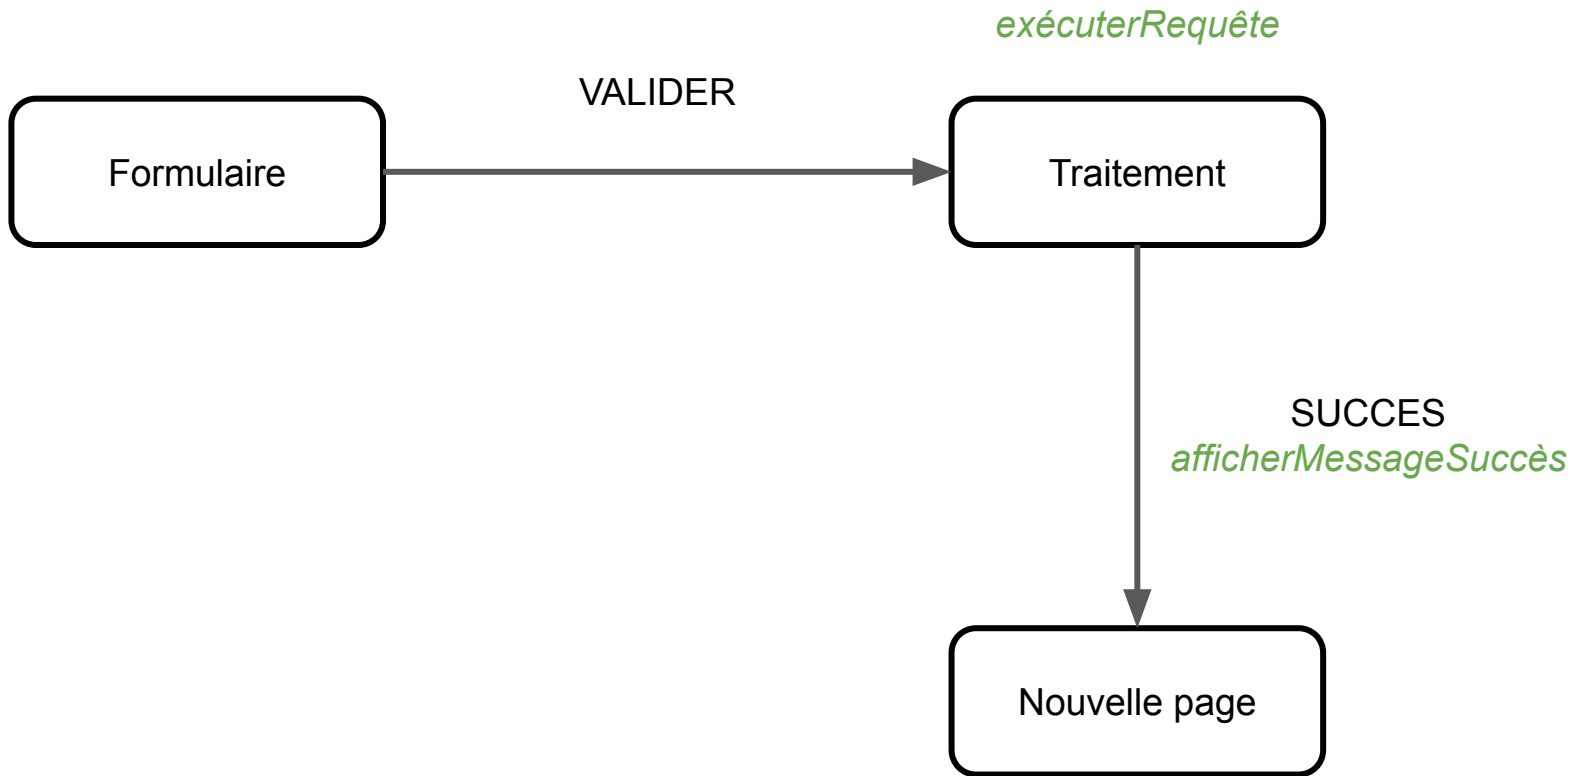 exécuterRequête
VALIDER
Formulaire
Traitement
SUCCES
afficherMessageSuccès
Nouvelle page